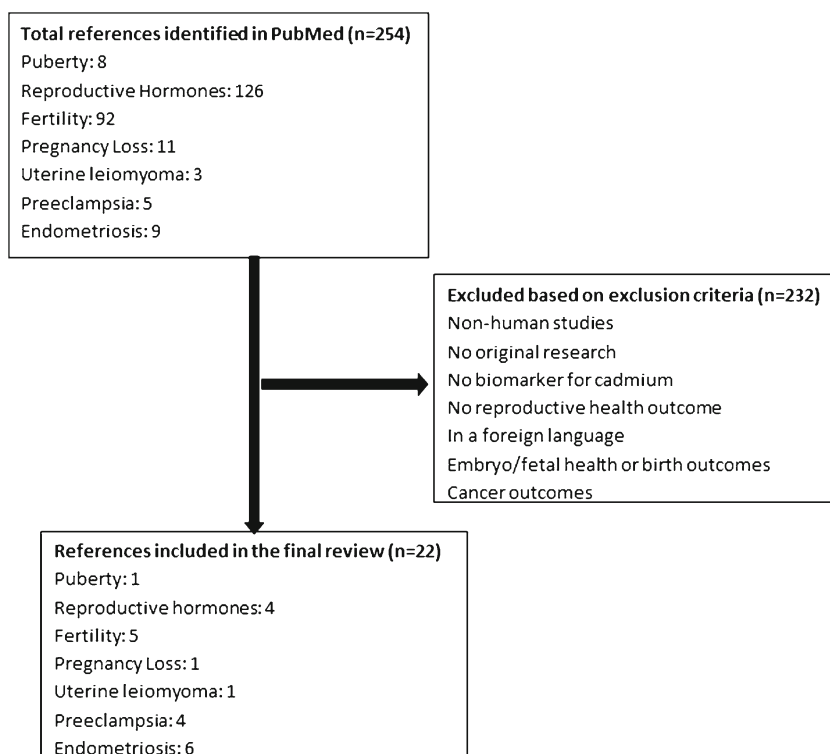 Total references identified in PubMed (n=254)
Puberty: 8
Reproductive Hormones: 126
Fertility: 92
Pregnancy Loss: 11
Uterine leiomyoma: 3
Preeclampsia: 5
Endometriosis: 9
Excluded based on exclusion criteria (n=232)
Non-human studies
No original research
No biomarker for cadmium
No reproductive health outcome
In a foreign language
Embryo/fetal health or birth outcomes
Cancer outcomes
References included in the final review (n=22)
Puberty: 1
Reproductive hormones: 4
Fertility: 5
Pregnancy Loss: 1
Uterine leiomyoma: 1
Preeclampsia: 4
Endometriosis: 6